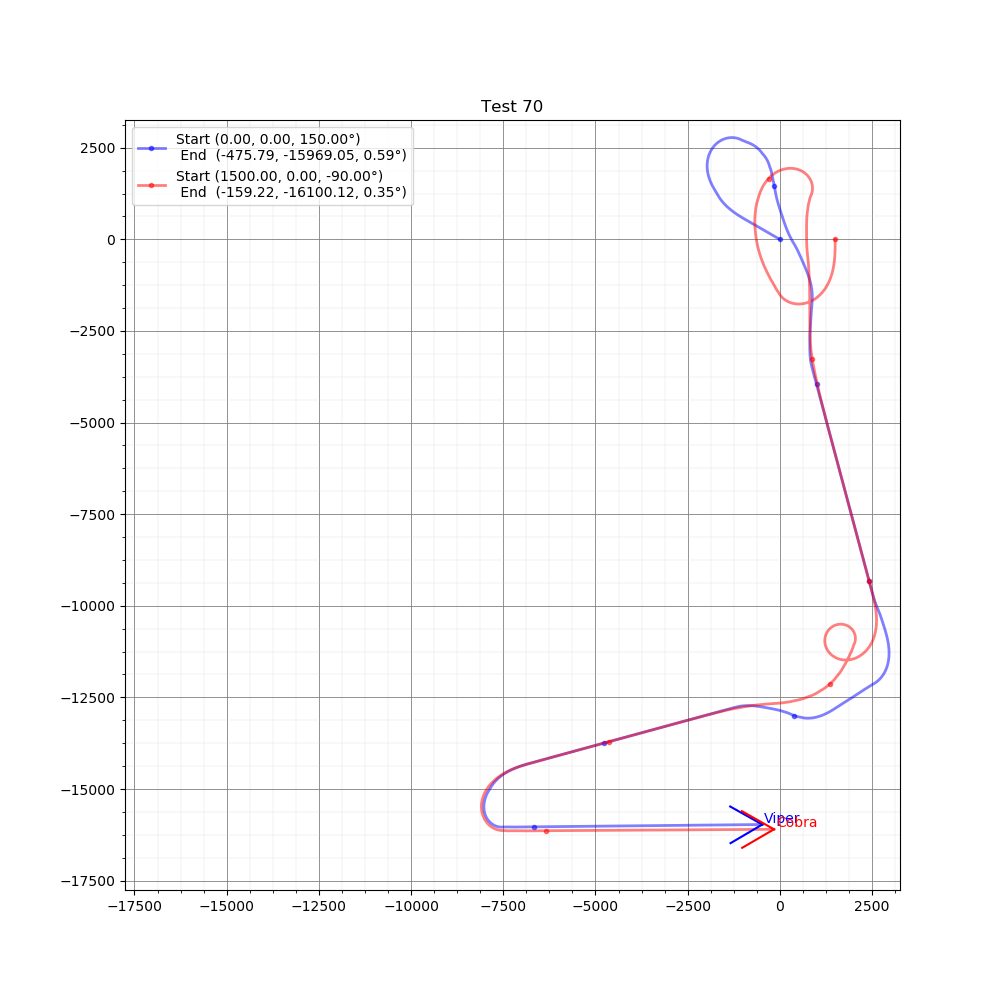 Test 70
Start (0.00, 0.00, 150.00°)
End (-475.79, -15969.05, 0.59°)
Start (1500.00, 0.00, -90.00°)
End (-159.22, -16100.12, 0.35°)
2500
0
−2500
−5000
−7500
−10000
−12500
−15000
−17500
Viper
Cobra
−17500 −15000 −12500 −10000 −7500 −5000 −2500 0 2500